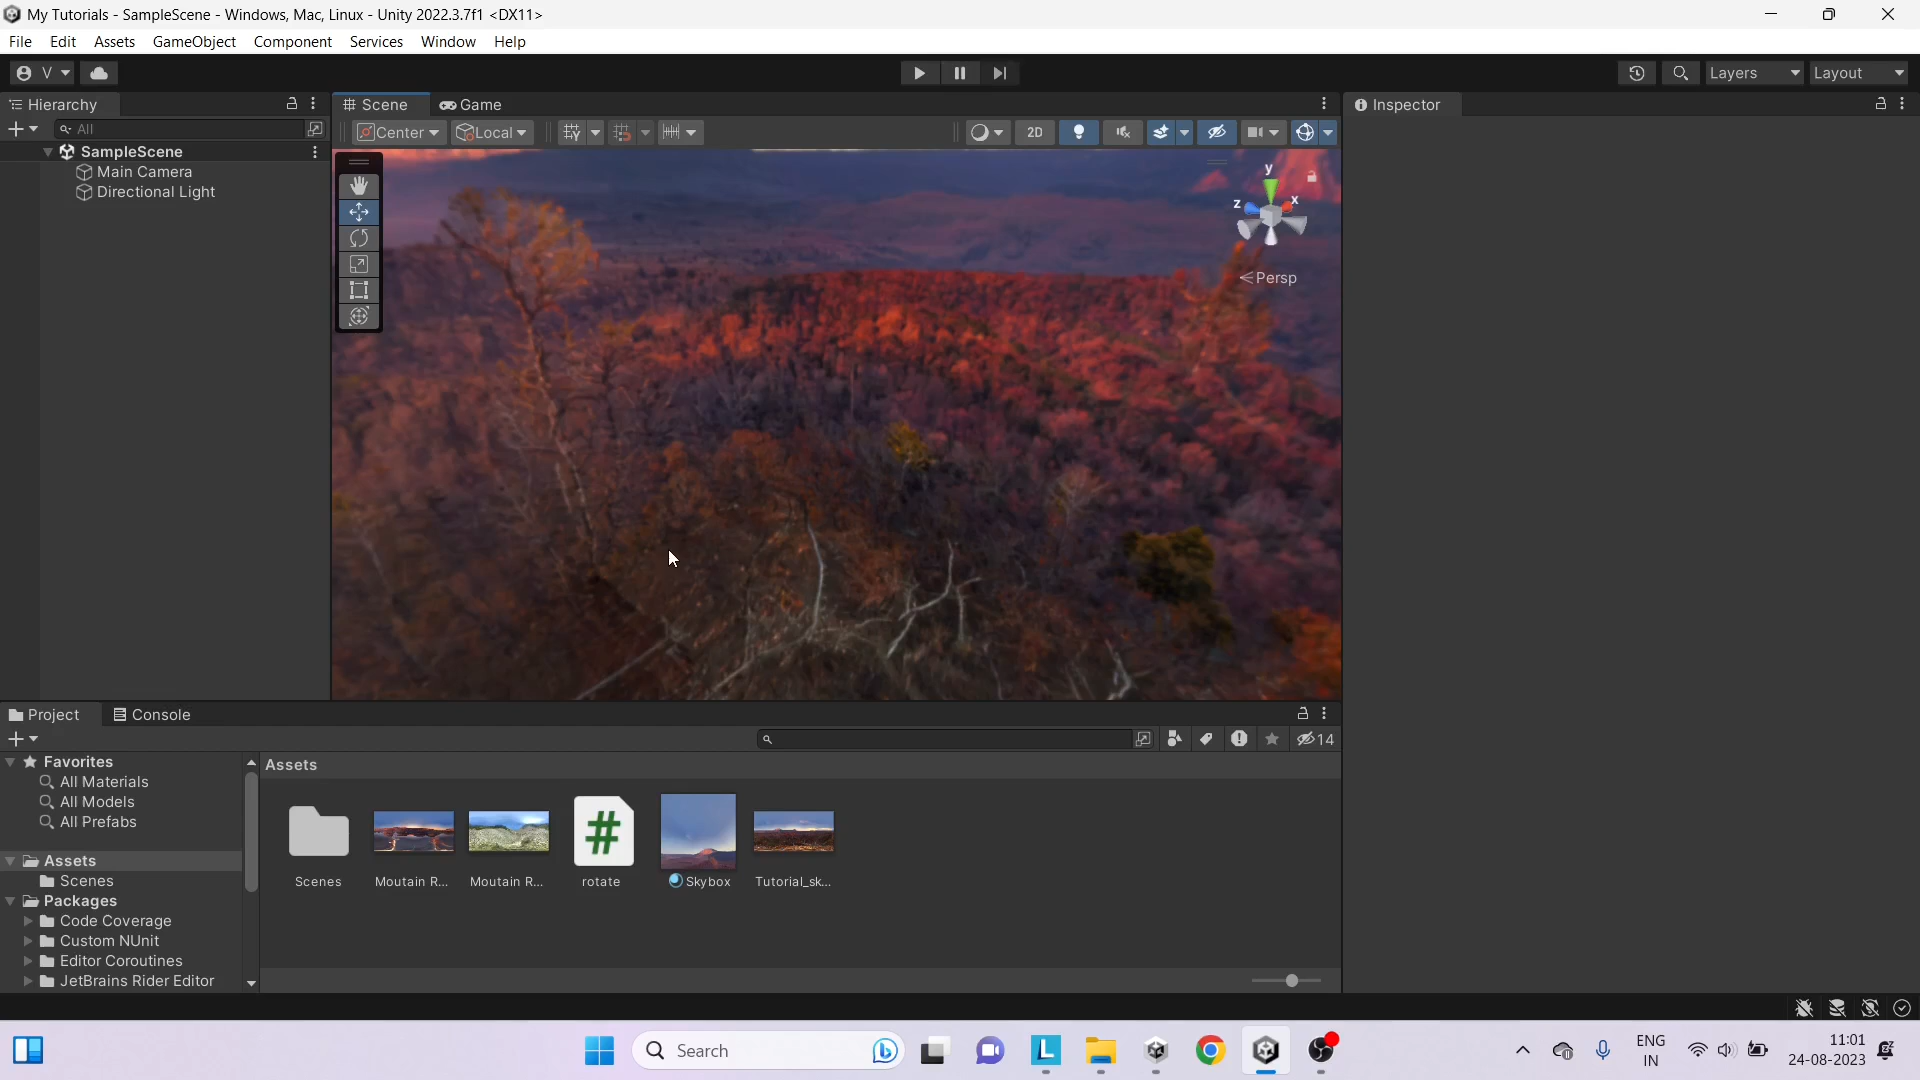 My Tutorials - SampleScene - Windows, Mac, Linux - Unity 2022.3.7f1 <DX11>
File Edit Assets GameObject Component Services Window Help
V Layers Layout
Hierarchy
All
SampleScene
Main Camera
Directional Light
Scene Game
Center Local 2D
y
z x
Persp
Inspector
Project Console
14
Favorites
All Materials
All Models
All Prefabs
Assets
Scenes
Packages
Code Coverage
Custom NUnit
Editor Coroutines
JetBrains Rider Editor
Assets
Scenes Moutain R... Moutain R... rotate Skybox Tutorial_sk...
Search
ENG
IN
11:01
24-08-2023